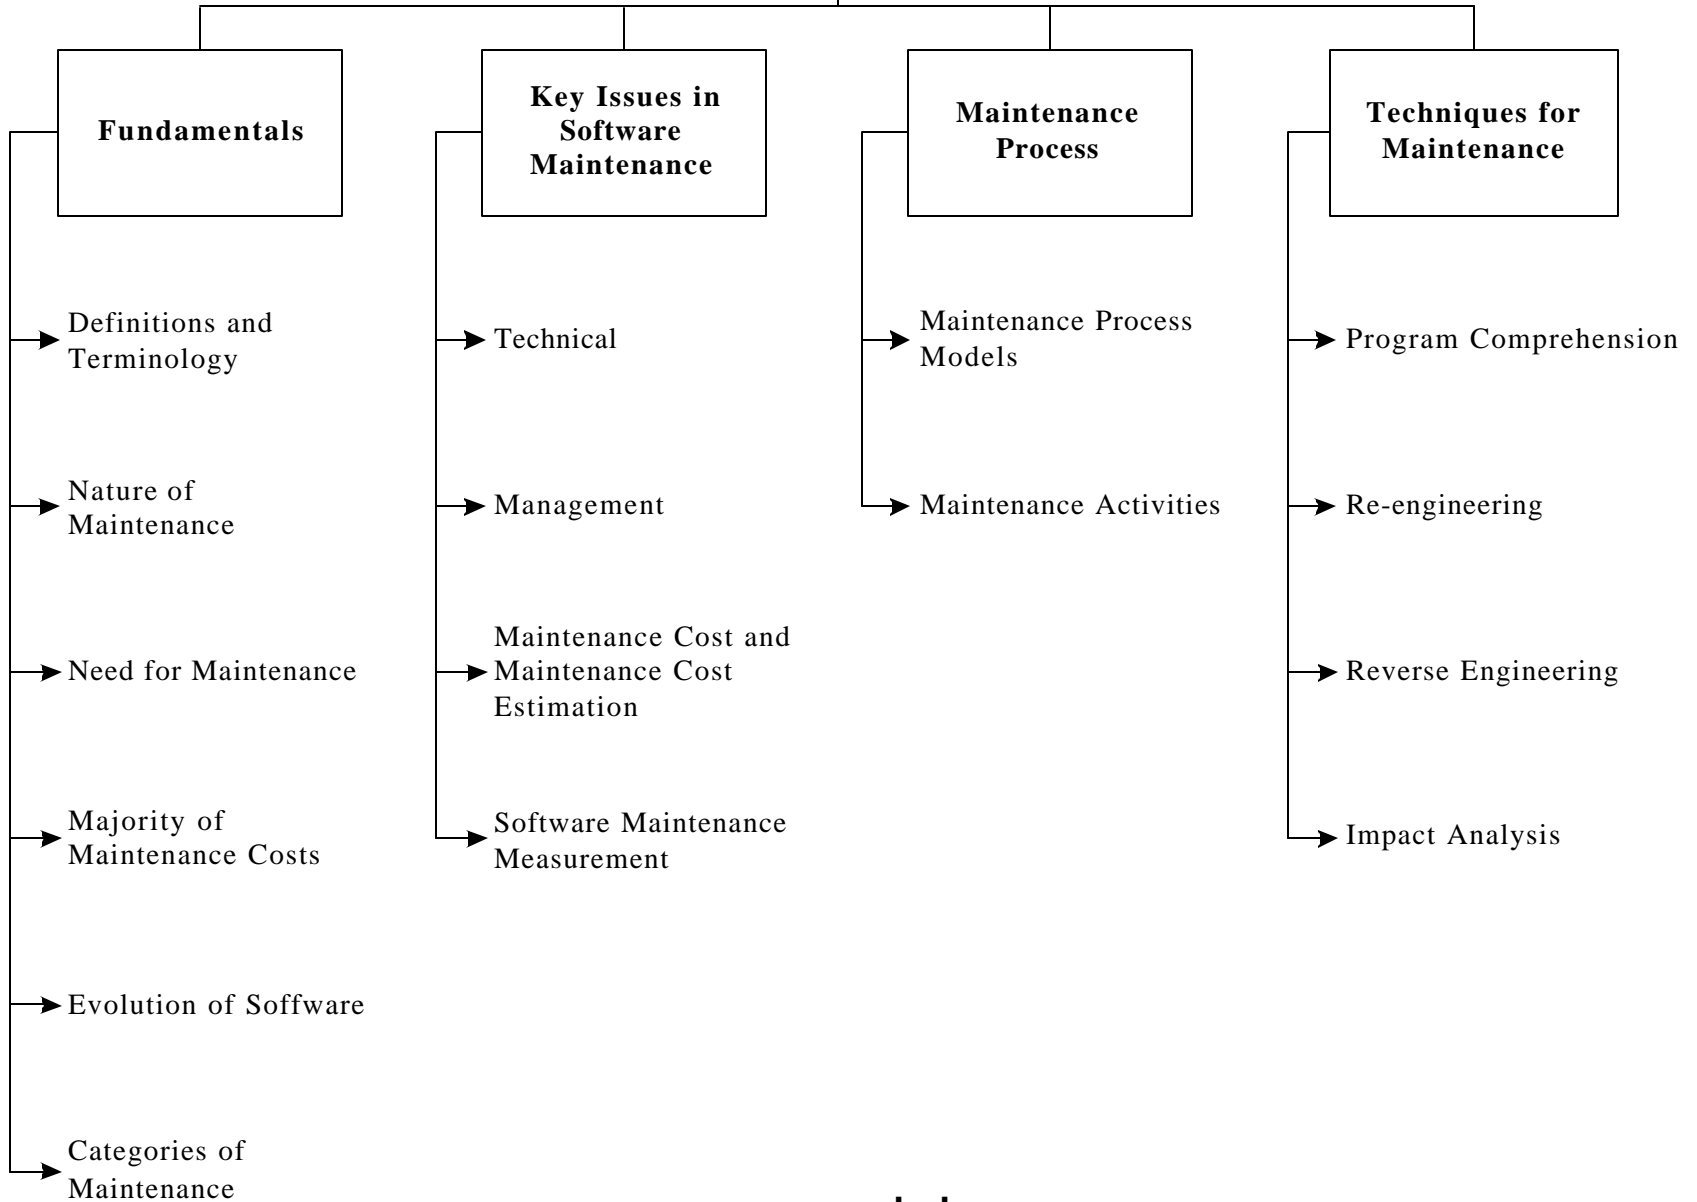 Fundamentals
Definitions and
Terminology
Nature of
Maintenance
Need for Maintenance
Majority of
Maintenance Costs
Evolution of Soffware
Categories of
Maintenance
Key Issues in
Software
Maintenance
Technical
Management
Maintenance Cost and
Maintenance Cost
Estimation
Software Maintenance
Measurement
Maintenance
Process
Maintenance Process
Models
Maintenance Activities
Techniques for
Maintenance
Program Comprehension
Re-engineering
Reverse Engineering
Impact Analysis